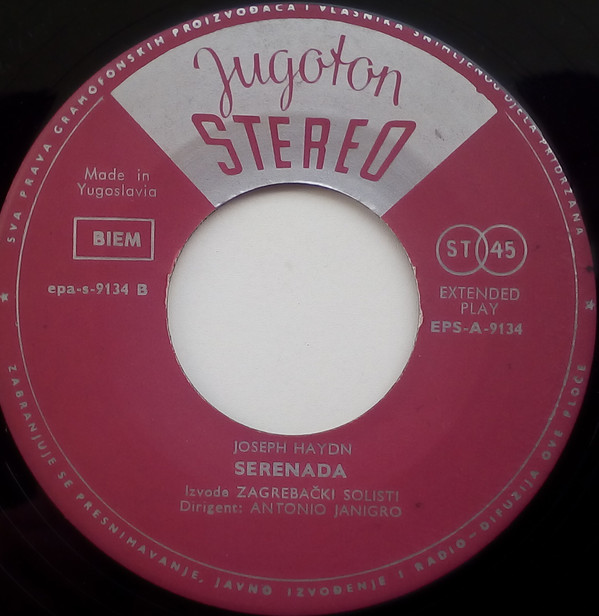 SVA PRAVA GRAMOFONSKIH PROIZVOĐAČA I VLASNIKA SNIMLJENOG DJELA PRIDRŽANA
Jugoton
STEREO
Made in
Yugoslavia
BIEM
epa-s-9134 B
ST 45
EXTENDED
PLAY
EPS-A-9134
JOSEPH HAYDN
SERENADA
Izvode ZAGREBAČKI SOLISTI
Dirigent: ANTONIO JANIGRO
ZABRANJUJE SE PRESNIMAVANJE, JAVNO IZVOĐENJE I RADIO-DIFUZIJA OVE PLOČE